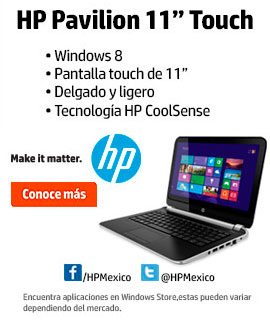 HP Pavilion 11” Touch
• Windows 8
• Pantalla touch de 11”
• Delgado y ligero
• Tecnología HP CoolSense
Make it matter.
hp
Conoce más
/HPMexico
@HPMexico
Encuentra aplicaciones en Windows Store,estas pueden variar
dependiendo del mercado.